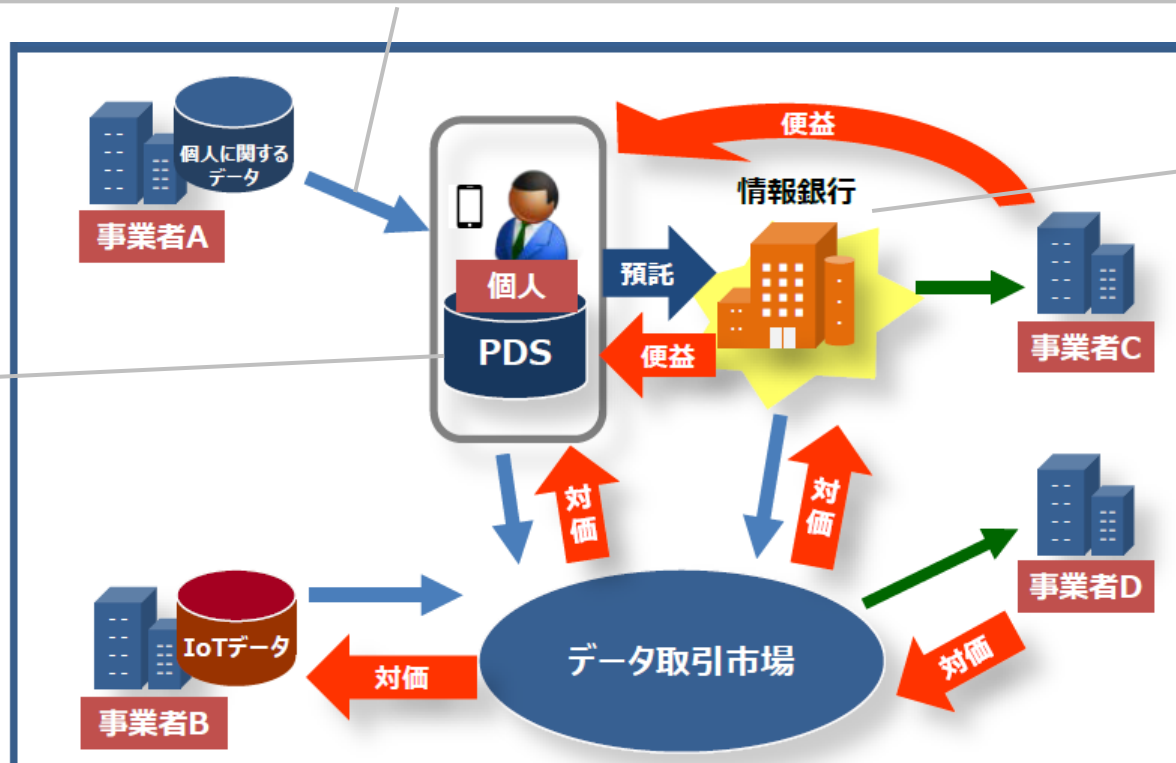 個人に関する
データ
事業者A
便益
情報銀行
個人
預託
PDS
便益
事業者C
対
価
対
価
事業者D
IoTデータ
対価
データ取引市場
対価
事業者B